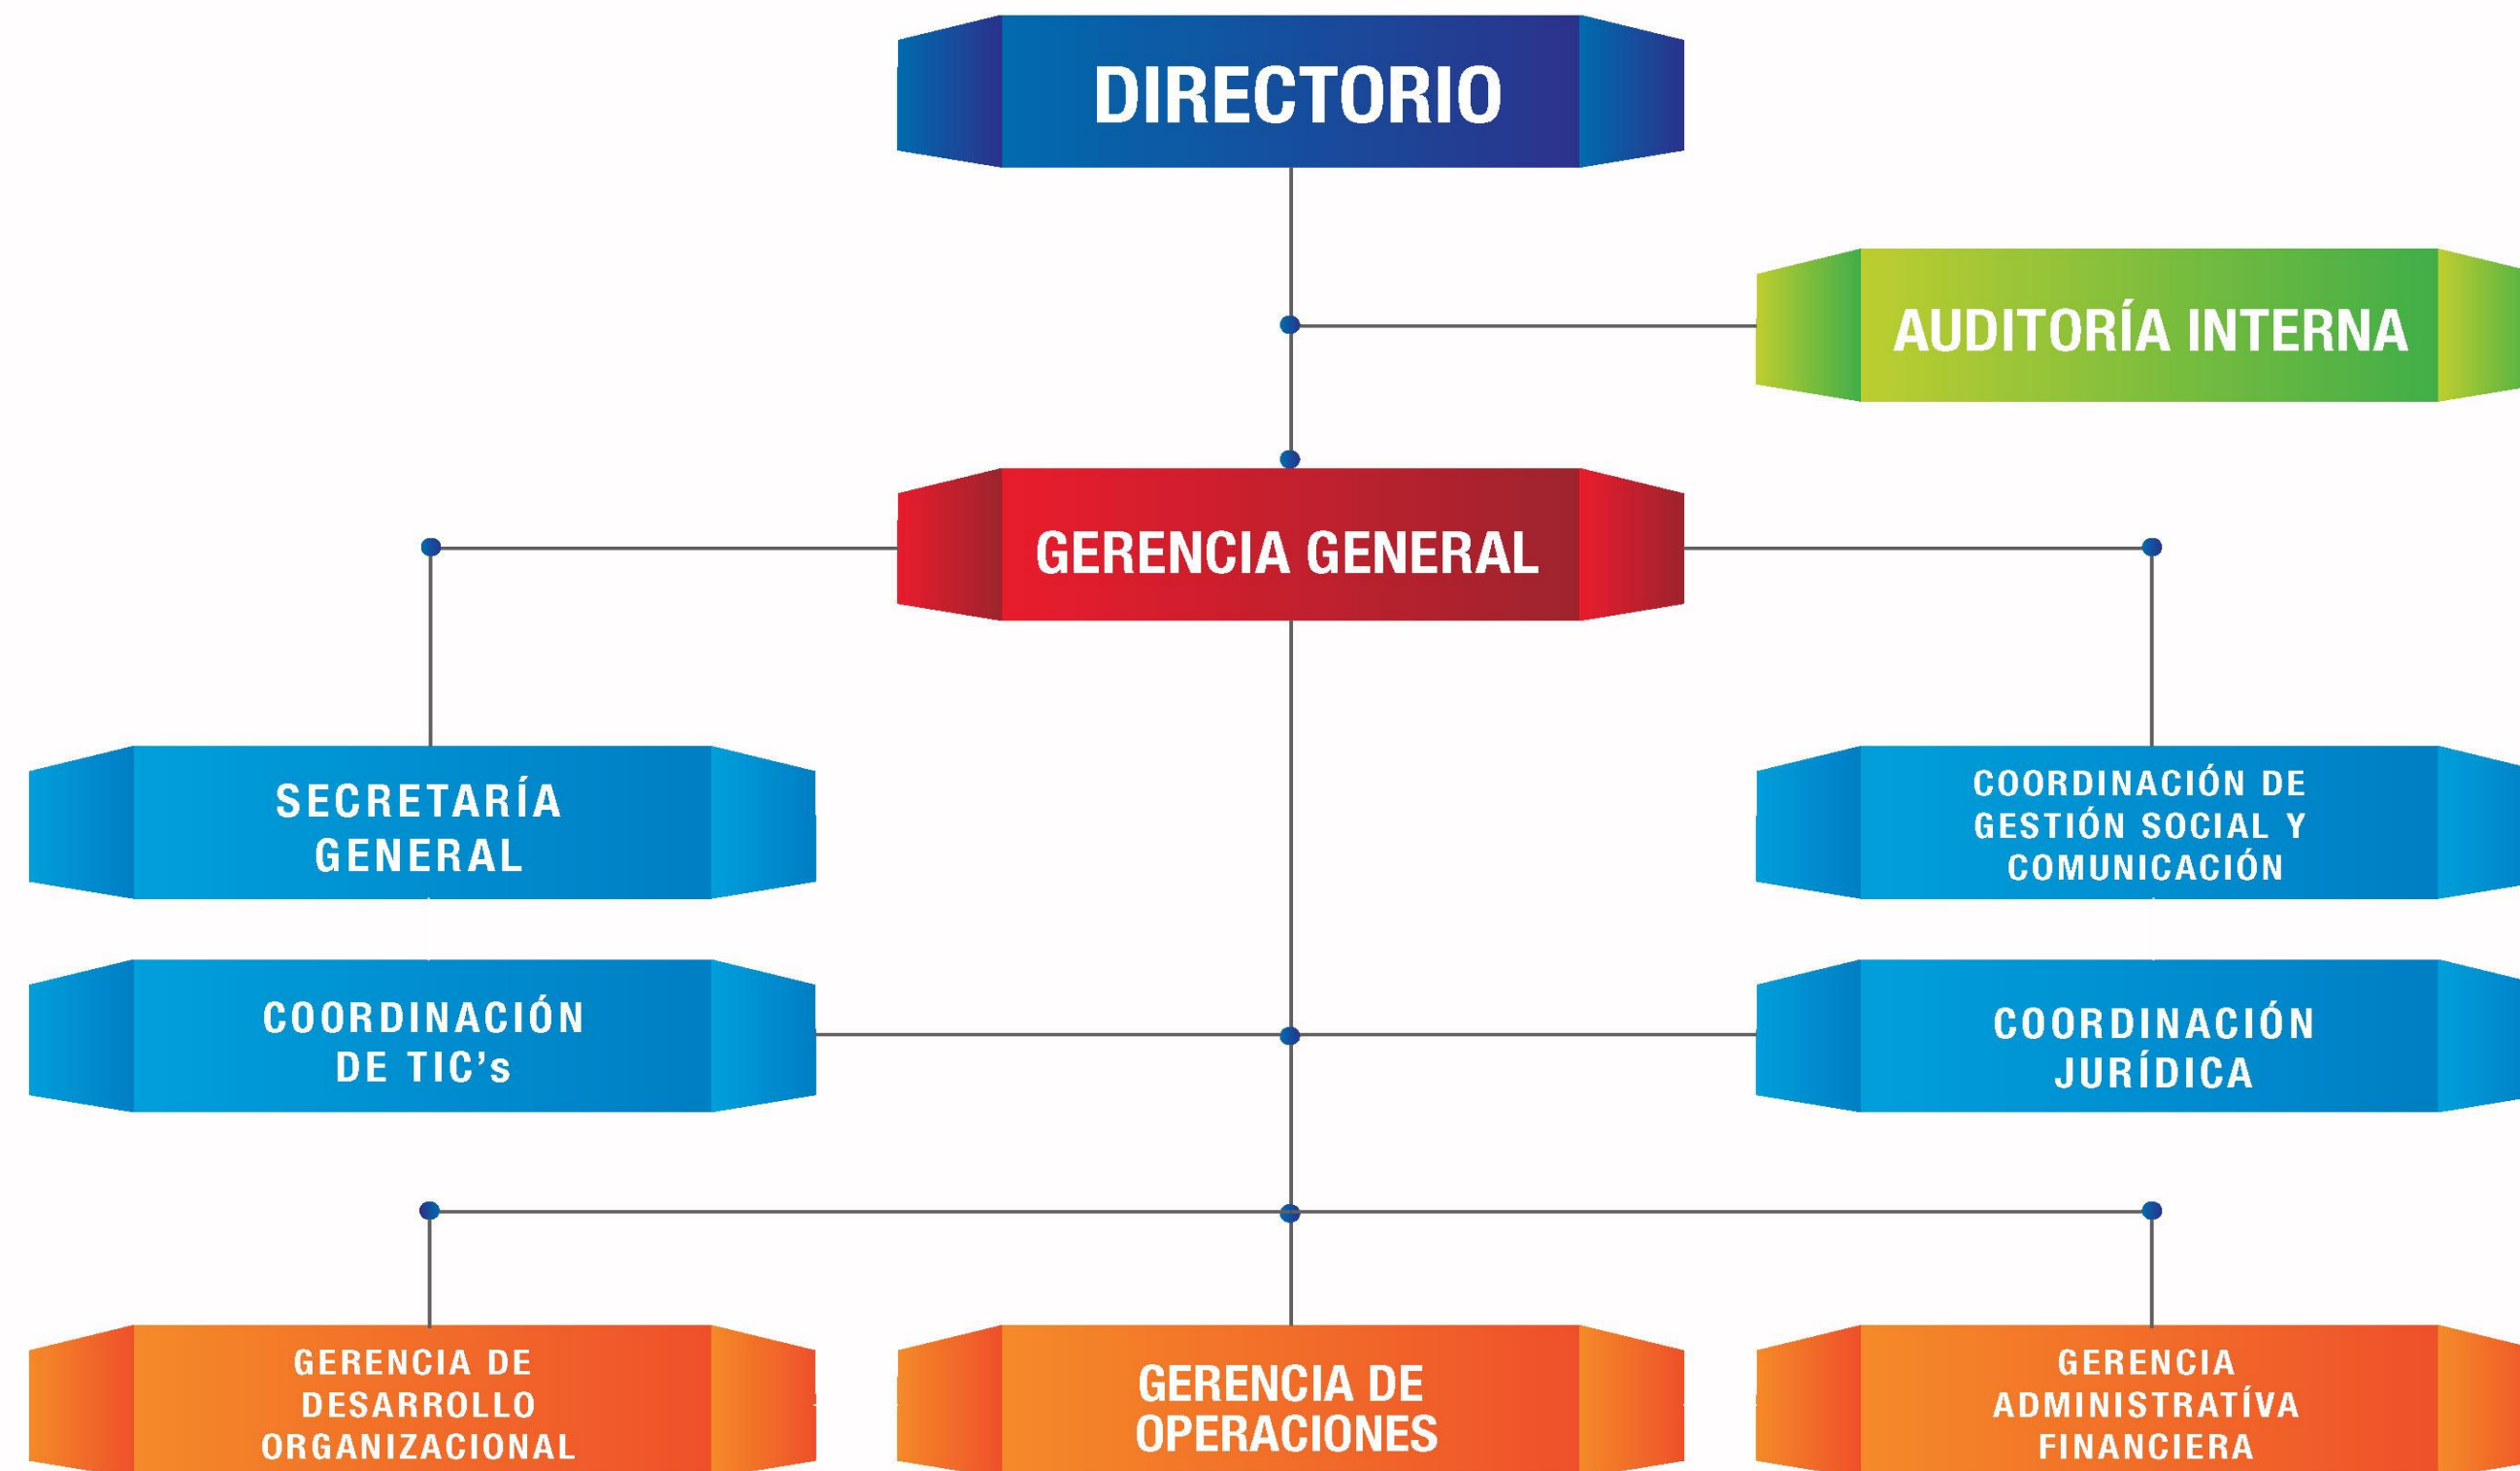 DIRECTORIO
AUDITORÍA INTERNA
GERENCIA GENERAL
SECRETARÍA
GENERAL
COORDINACIÓN DE
GESTIÓN SOCIAL Y
COMUNICACIÓN
COORDINACIÓN
DE TIC’s
COORDINACIÓN
JURÍDICA
GERENCIA DE
DESARROLLO
ORGANIZACIONAL
GERENCIA DE
OPERACIONES
GERENCIA
ADMINISTRATÍVA
FINANCIERA